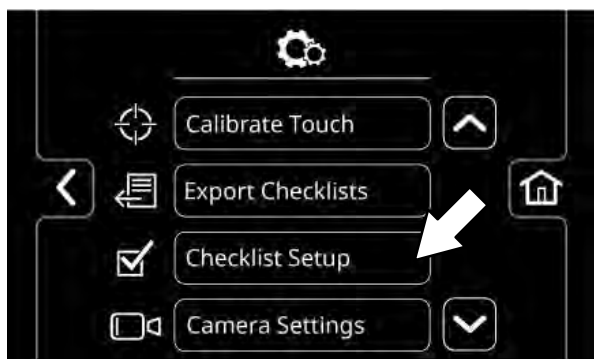 Calibrate Touch
Export Checklists
Checklist Setup
Camera Settings